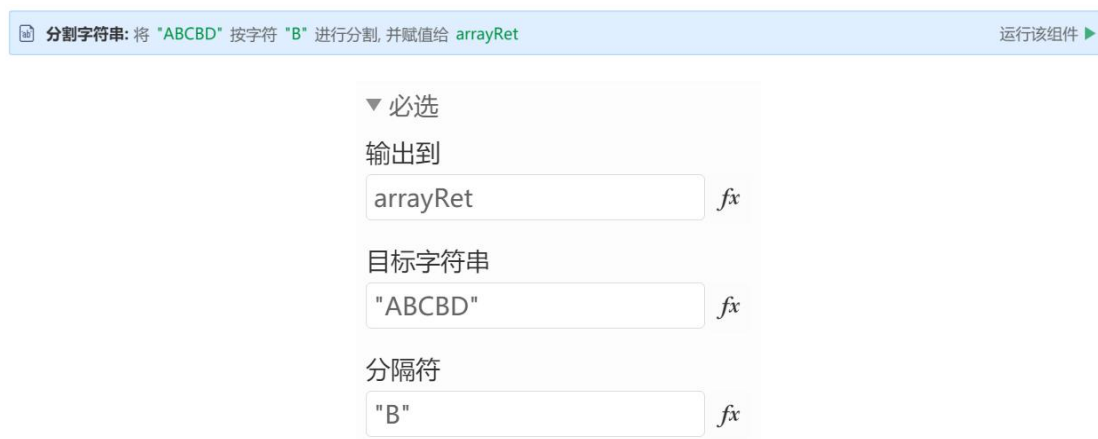 分割字符串: 将 "ABCBD" 按字符 "B" 进行分割, 并赋值给 arrayRet 运行该组件
必选
输出到
arrayRet fx
目标字符串
"ABCBD" fx
分隔符
"B" fx